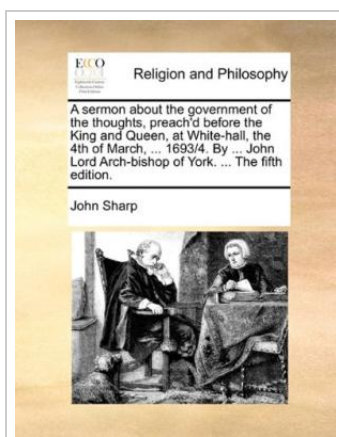 ECCO
Religion and Philosophy
A sermon about the government of
the thoughts, preach'd before the
King and Queen, at White-hall, the
4th of March, ... 1693/4. By ... John
Lord Arch-bishop of York. ... The fifth
edition.
John Sharp